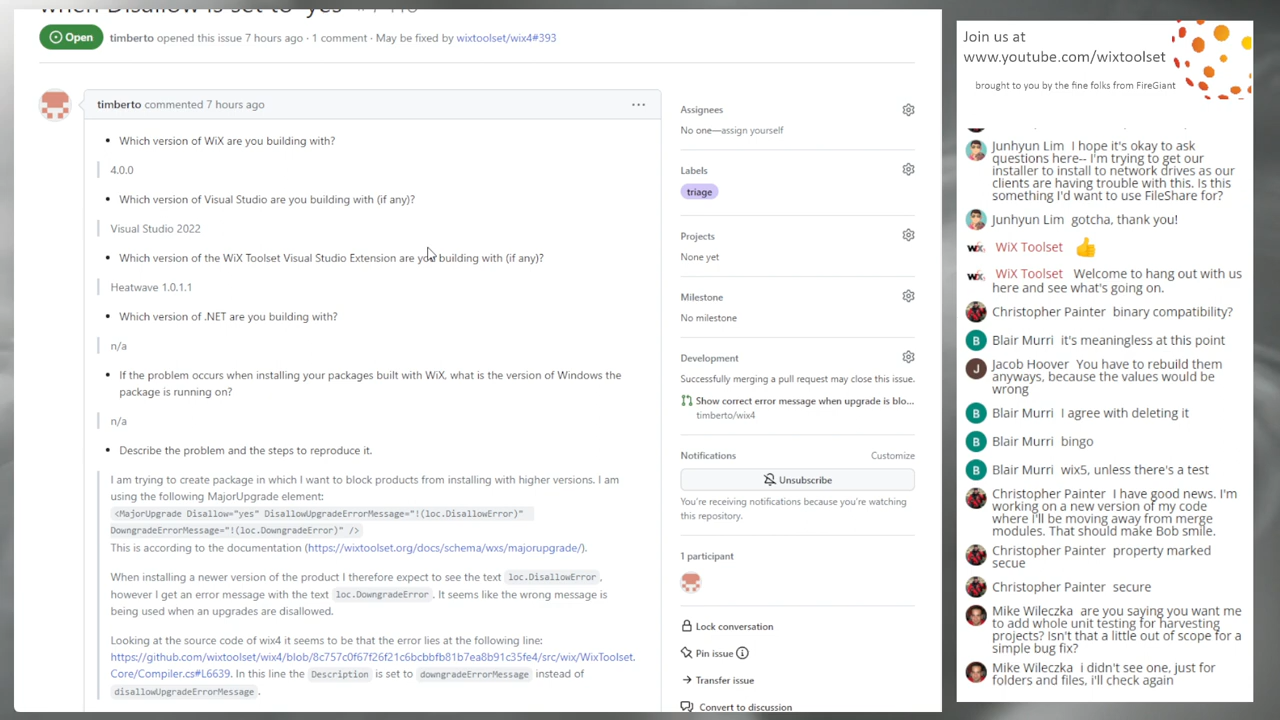 when Disallow is set to "yes"
Open
timberto opened this issue 7 hours ago · 1 comment · May be fixed by wixtoolset/wix4#393
timberto commented 7 hours ago
Which version of WiX are you building with?
4.0.0
Which version of Visual Studio are you building with (if any)?
Visual Studio 2022
Which version of the WiX Toolset Visual Studio Extension are you building with (if any)?
Heatwave 1.0.1.1
Which version of .NET are you building with?
n/a
If the problem occurs when installing your packages built with WiX, what is the version of Windows the
package is running on?
n/a
Describe the problem and the steps to reproduce it.
I am trying to create package in which I want to block products from installing with higher versions. I am
using the following MajorUpgrade element:
<MajorUpgrade Disallow="yes" DisallowUpgradeErrorMessage="!(loc.DisallowError)"
DowngradeErrorMessage="!(loc.DowngradeError)" />
This is according to the documentation (https://wixtoolset.org/docs/schema/wxs/majorupgrade/).
When installing a newer version of the product I therefore expect to see the text loc.DisallowError,
however I get an error message with the text loc.DowngradeError. It seems like the wrong message is
being used when an upgrades are disallowed.
Looking at the source code of wix4 it seems to be that the error lies at the following line:
https://github.com/wixtoolset/wix4/blob/8c757c0f67f26f21c6bcbbfb81b7ea8b91c35fe4/src/wix/WixToolset.
Core/Compiler.cs#L6639. In this line the Description is set to downgradeErrorMessage instead of
disallowUpgradeErrorMessage.
Assignees
No one—assign yourself
Labels
triage
Projects
None yet
Milestone
No milestone
Development
Successfully merging a pull request may close this issue.
Show correct error message when upgrade is blo...
timberto/wix4
Notifications
Customize
Unsubscribe
You're receiving notifications because you're watching
this repository.
1 participant
Lock conversation
Pin issue
Transfer issue
Convert to discussion
Join us at
www.youtube.com/wixtoolset
brought to you by the fine folks from FireGiant
Junhyun Lim I hope it's okay to ask
questions here-- I'm trying to get our
installer to install to network drives as our
clients are having trouble with this. Is this
something I'd want to use FileShare for?
Junhyun Lim gotcha, thank you!
WiX Toolset 👍
WiX Toolset Welcome to hang out with us
here and see what's going on.
Christopher Painter binary compatibility?
Blair Murri it's meaningless at this point
Jacob Hoover You have to rebuild them
anyways, because the values would be
wrong
Blair Murri I agree with deleting it
Blair Murri bingo
Blair Murri wix5, unless there's a test
Christopher Painter I have good news. I'm
working on a new version of my code
where I'll be moving away from merge
modules. That should make Bob smile.
Christopher Painter property marked
secue
Christopher Painter secure
Mike Wileczka are you saying you want me
to add whole unit testing for harvesting
projects? Isn't that a little out of scope for a
simple bug fix?
Mike Wileczka i didn't see one, just for
folders and files, i'll check again